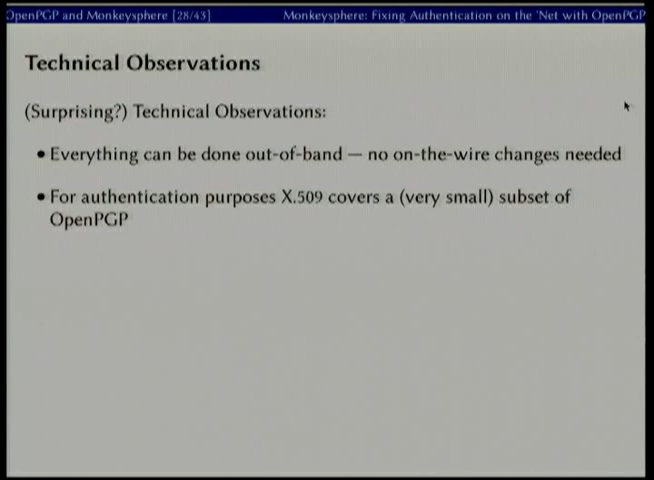 OpenPGP and Monkeysphere [28/43] Monkeysphere: Fixing Authentication on the 'Net with OpenPGP
Technical Observations
(Surprising?) Technical Observations:
• Everything can be done out-of-band — no on-the-wire changes needed
• For authentication purposes X.509 covers a (very small) subset of
OpenPGP